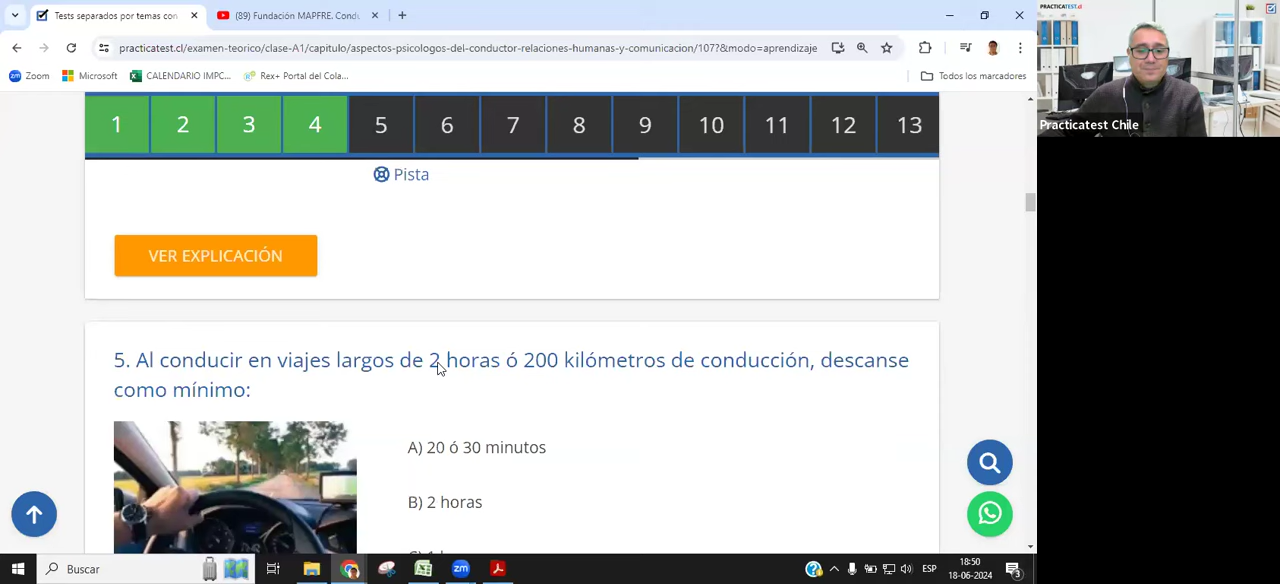 Tests separados por temas con
(89) Fundación MAPFRE. Cond
practicatest.cl/examen-teorico/clase-A1/capitulo/aspectos-psicologos-del-conductor-relaciones-humanas-y-comunicacion/107?&modo=aprendizaje
Zoom
Microsoft
CALENDARIO IMPC...
Rex+ Portal del Cola...
Todos los marcadores
PRACTICATEST.cl
Practicatest Chile
1 2 3 4 5 6 7 8 9 10 11 12 13
Pista
VER EXPLICACIÓN
5. Al conducir en viajes largos de 2 horas ó 200 kilómetros de conducción, descanse
como mínimo:
A) 20 ó 30 minutos
B) 2 horas
Buscar
ESP
18:50
18-06-2024
3